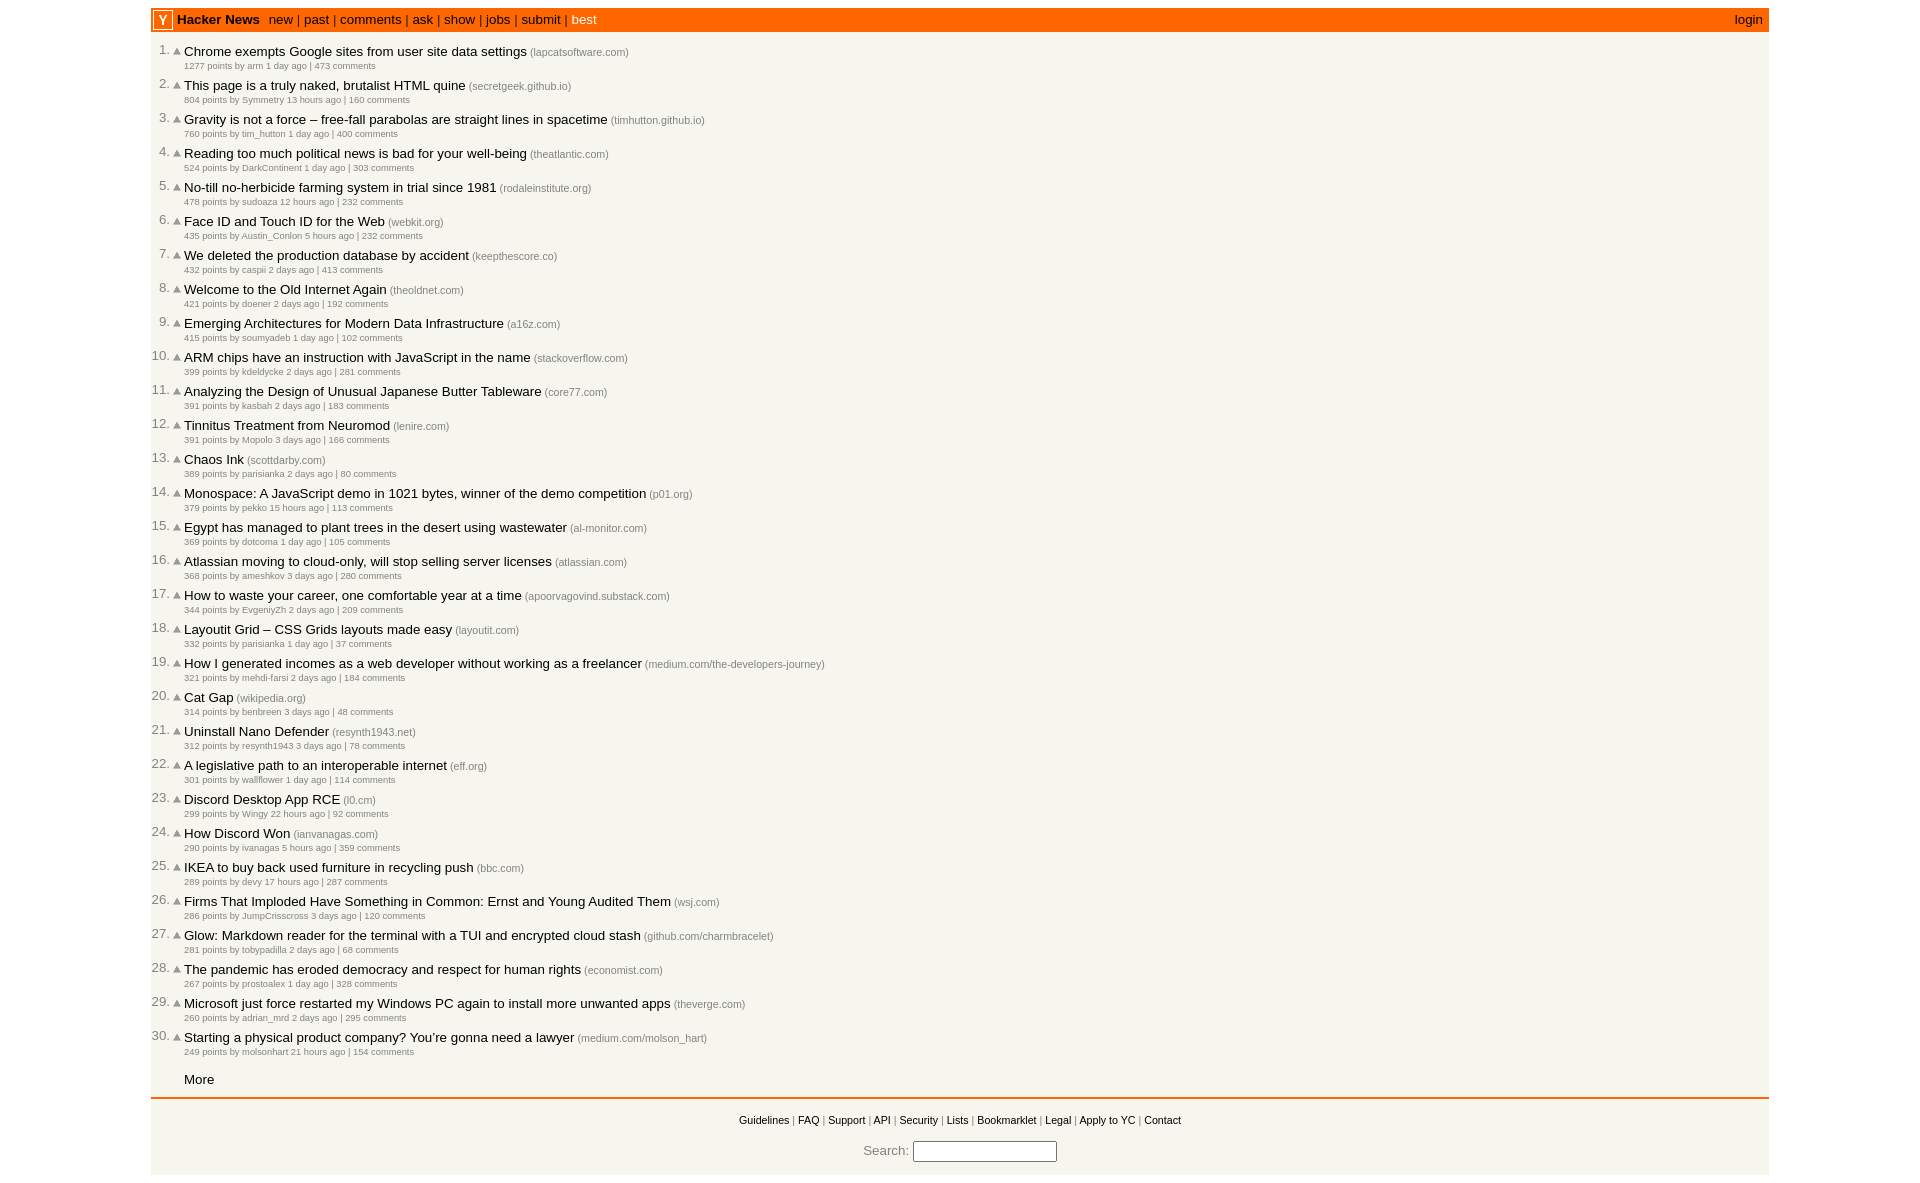 Y Hacker News new | past | comments | ask | show | jobs | submit | best login
1. Chrome exempts Google sites from user site data settings (lapcatsoftware.com)
1277 points by arm 1 day ago | 473 comments
2. This page is a truly naked, brutalist HTML quine (secretgeek.github.io)
804 points by Symmetry 13 hours ago | 160 comments
3. Gravity is not a force – free-fall parabolas are straight lines in spacetime (timhutton.github.io)
760 points by tim_hutton 1 day ago | 400 comments
4. Reading too much political news is bad for your well-being (theatlantic.com)
524 points by DarkContinent 1 day ago | 303 comments
5. No-till no-herbicide farming system in trial since 1981 (rodaleinstitute.org)
478 points by sudoaza 12 hours ago | 232 comments
6. Face ID and Touch ID for the Web (webkit.org)
435 points by Austin_Conlon 5 hours ago | 232 comments
7. We deleted the production database by accident (keepthescore.co)
432 points by caspii 2 days ago | 413 comments
8. Welcome to the Old Internet Again (theoldnet.com)
421 points by doener 2 days ago | 192 comments
9. Emerging Architectures for Modern Data Infrastructure (a16z.com)
415 points by soumyadeb 1 day ago | 102 comments
10. ARM chips have an instruction with JavaScript in the name (stackoverflow.com)
399 points by kdeldycke 2 days ago | 281 comments
11. Analyzing the Design of Unusual Japanese Butter Tableware (core77.com)
391 points by kasbah 2 days ago | 183 comments
12. Tinnitus Treatment from Neuromod (lenire.com)
391 points by Mopolo 3 days ago | 166 comments
13. Chaos Ink (scottdarby.com)
389 points by parisianka 2 days ago | 80 comments
14. Monospace: A JavaScript demo in 1021 bytes, winner of the demo competition (p01.org)
379 points by pekko 15 hours ago | 113 comments
15. Egypt has managed to plant trees in the desert using wastewater (al-monitor.com)
369 points by dotcoma 1 day ago | 105 comments
16. Atlassian moving to cloud-only, will stop selling server licenses (atlassian.com)
368 points by ameshkov 3 days ago | 280 comments
17. How to waste your career, one comfortable year at a time (apoorvagovind.substack.com)
344 points by EvgeniyZh 2 days ago | 209 comments
18. Layoutit Grid – CSS Grids layouts made easy (layoutit.com)
332 points by parisianka 1 day ago | 37 comments
19. How I generated incomes as a web developer without working as a freelancer (medium.com/the-developers-journey)
321 points by mehdi-farsi 2 days ago | 184 comments
20. Cat Gap (wikipedia.org)
314 points by benbreen 3 days ago | 48 comments
21. Uninstall Nano Defender (resynth1943.net)
312 points by resynth1943 3 days ago | 78 comments
22. A legislative path to an interoperable internet (eff.org)
301 points by wallflower 1 day ago | 114 comments
23. Discord Desktop App RCE (l0.cm)
299 points by Wingy 22 hours ago | 92 comments
24. How Discord Won (ianvanagas.com)
290 points by ivanagas 5 hours ago | 359 comments
25. IKEA to buy back used furniture in recycling push (bbc.com)
289 points by devy 17 hours ago | 287 comments
26. Firms That Imploded Have Something in Common: Ernst and Young Audited Them (wsj.com)
286 points by JumpCrisscross 3 days ago | 120 comments
27. Glow: Markdown reader for the terminal with a TUI and encrypted cloud stash (github.com/charmbracelet)
281 points by tobypadilla 2 days ago | 68 comments
28. The pandemic has eroded democracy and respect for human rights (economist.com)
267 points by prostoalex 1 day ago | 328 comments
29. Microsoft just force restarted my Windows PC again to install more unwanted apps (theverge.com)
260 points by adrian_mrd 2 days ago | 295 comments
30. Starting a physical product company? You’re gonna need a lawyer (medium.com/molson_hart)
249 points by molsonhart 21 hours ago | 154 comments
More
Guidelines | FAQ | Support | API | Security | Lists | Bookmarklet | Legal | Apply to YC | Contact
Search: